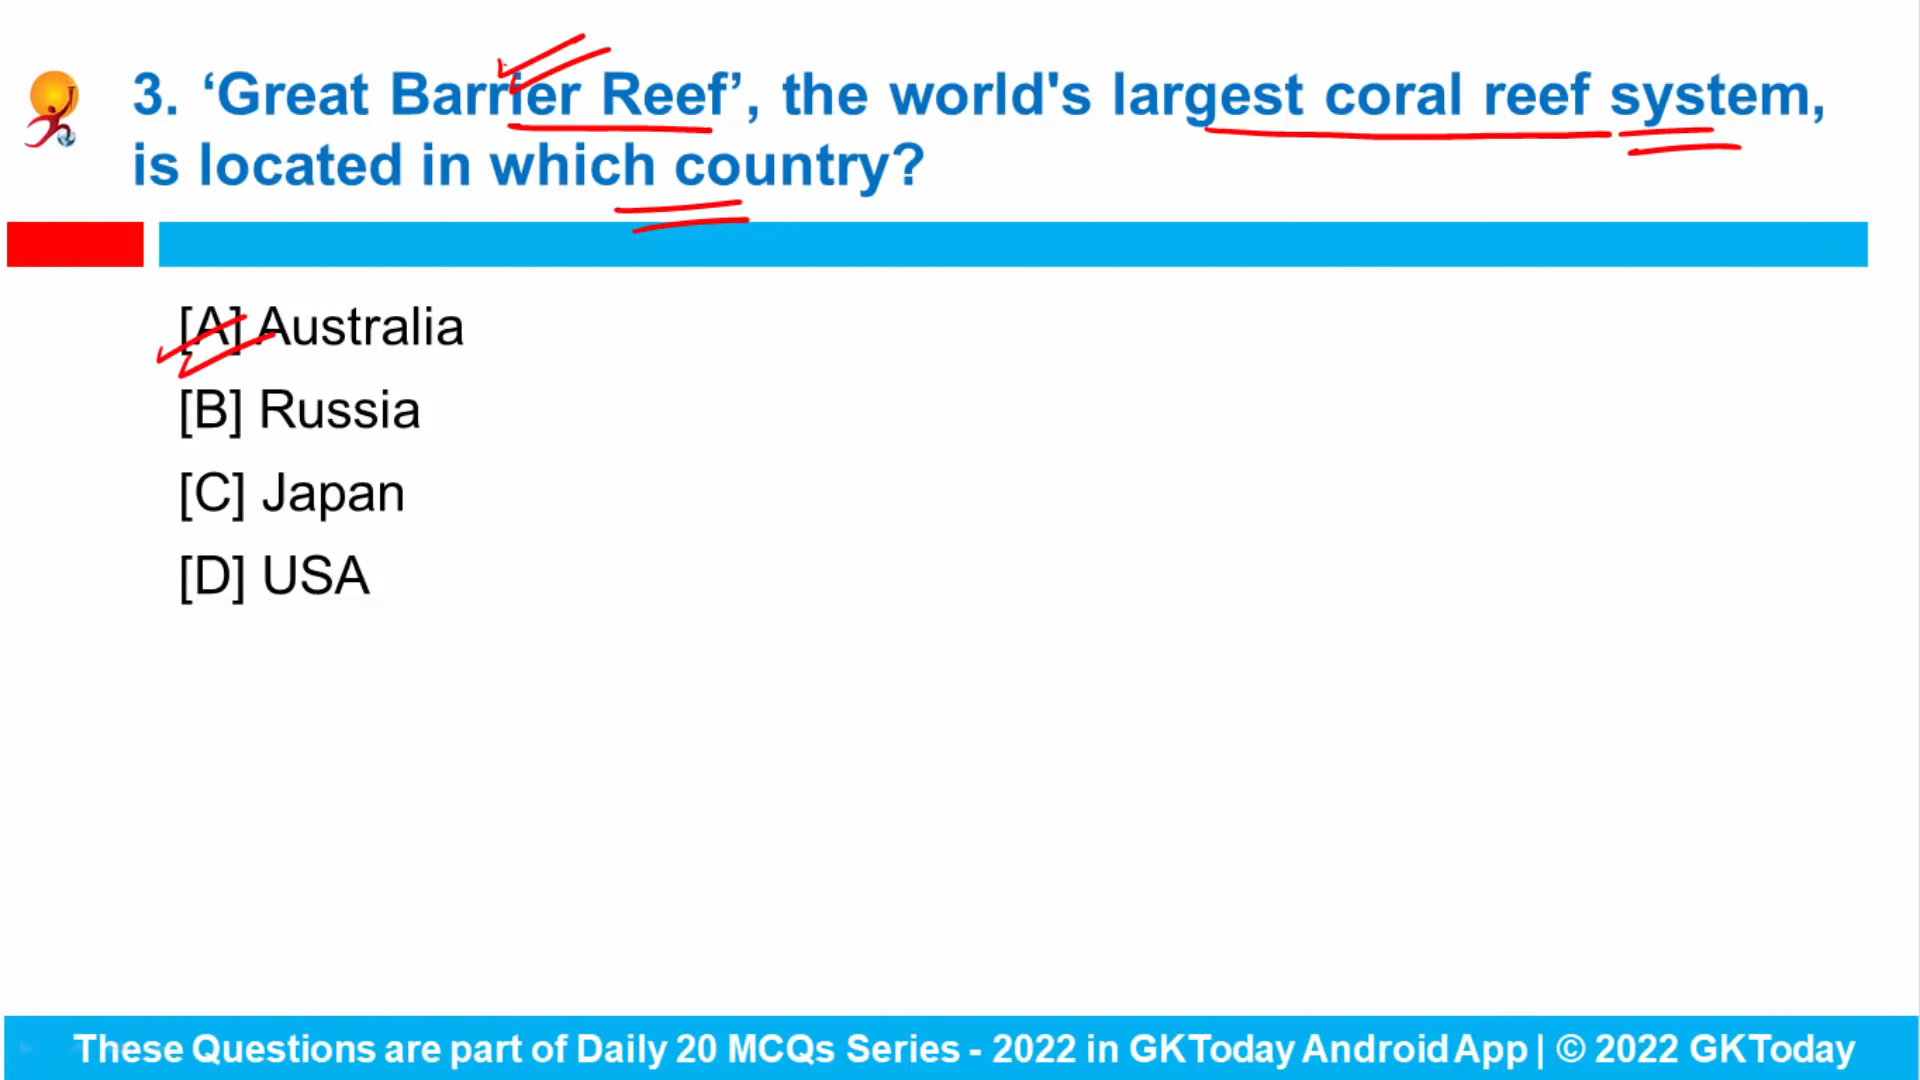 3. ‘Great Barrier Reef’, the world's largest coral reef system,
is located in which country?
[A] Australia
[B] Russia
[C] Japan
[D] USA
These Questions are part of Daily 20 MCQs Series - 2022 in GKToday Android App | © 2022 GKToday